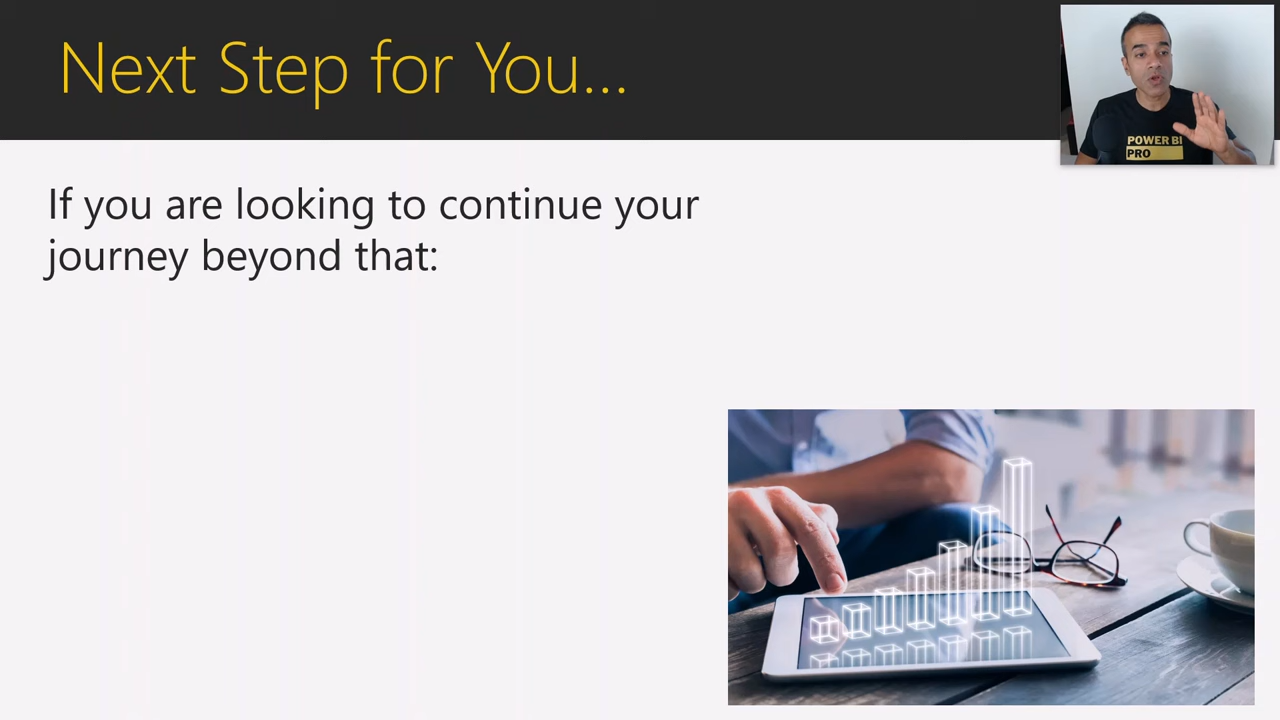 Next Step for You...
POWER BI
PRO
If you are looking to continue your
journey beyond that: